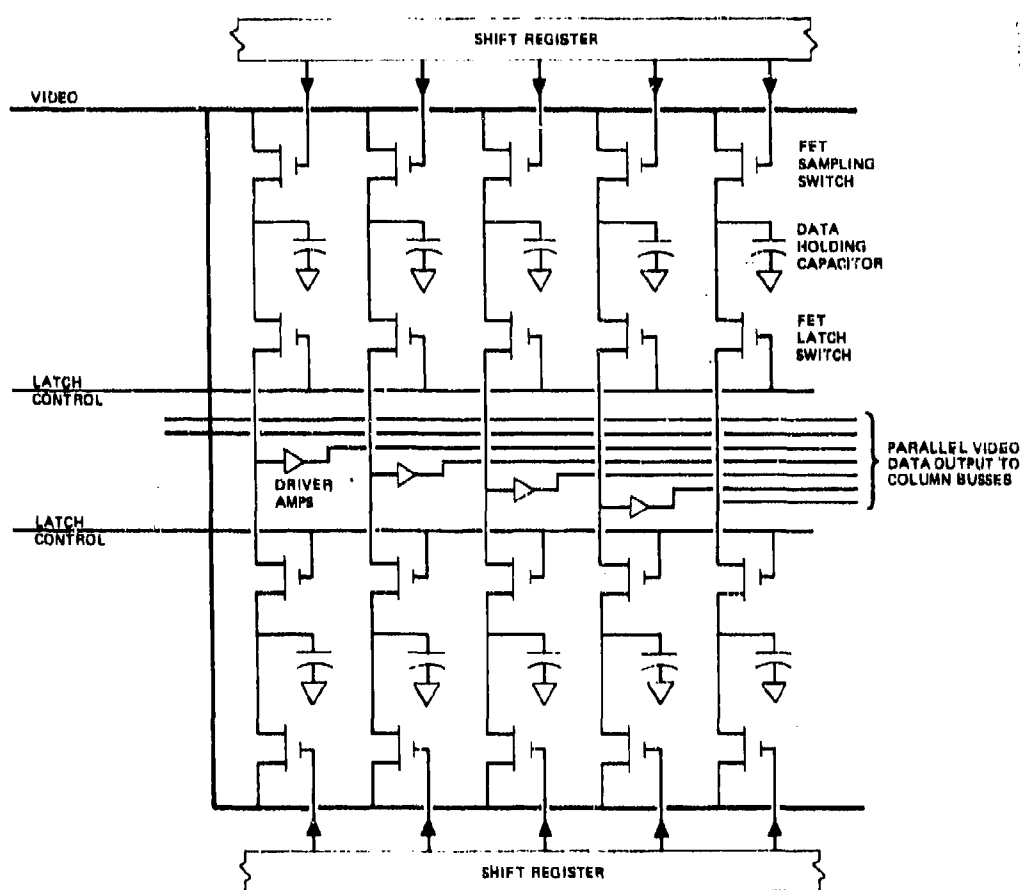 SHIFT REGISTER
VIDEO
FET
SAMPLING
SWITCH
DATA
HOLDING
CAPACITOR
FET
LATCH
SWITCH
LATCH
CONTROL
PARALLEL VIDEO
DATA OUTPUT TO
COLUMN BUSSES
DRIVER
AMPS
LATCH
CONTROL
SHIFT REGISTER